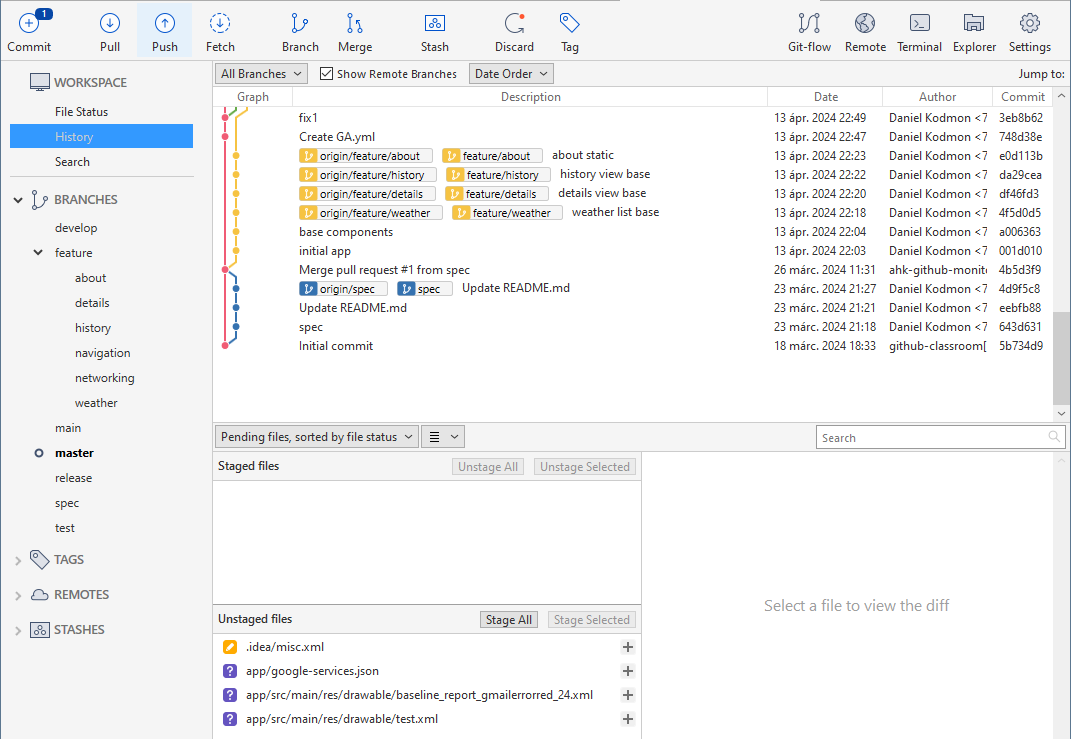 1
Commit Pull Push Fetch Branch Merge Stash Discard Tag Git-flow Remote Terminal Explorer Settings
WORKSPACE
File Status
History
Search
BRANCHES
develop
feature
about
details
history
navigation
networking
weather
main
master
release
spec
test
TAGS
REMOTES
STASHES
All Branches Show Remote Branches Date Order Jump to:
Graph Description Date Author Commit
fix1 13 ápr. 2024 22:49 Daniel Kodmon <7 3eb8b62
Create GA.yml 13 ápr. 2024 22:47 Daniel Kodmon <7 748d38e
origin/feature/about feature/about about static 13 ápr. 2024 22:23 Daniel Kodmon <7 e0d113b
origin/feature/history feature/history history view base 13 ápr. 2024 22:22 Daniel Kodmon <7 da29cea
origin/feature/details feature/details details view base 13 ápr. 2024 22:20 Daniel Kodmon <7 df46fd3
origin/feature/weather feature/weather weather list base 13 ápr. 2024 22:18 Daniel Kodmon <7 4f5d0d5
base components 13 ápr. 2024 22:04 Daniel Kodmon <7 a006363
initial app 13 ápr. 2024 22:03 Daniel Kodmon <7 001d010
Merge pull request #1 from spec 26 márc. 2024 11:31 ahk-github-monito 4b5d3f9
origin/spec spec Update README.md 23 márc. 2024 21:27 Daniel Kodmon <7 4d9f5c8
Update README.md 23 márc. 2024 21:21 Daniel Kodmon <7 eebfb88
spec 23 márc. 2024 21:18 Daniel Kodmon <7 643d631
Initial commit 18 márc. 2024 18:33 github-classroom[ 5b734d9
Pending files, sorted by file status Search
Staged files Unstage All Unstage Selected
Unstaged files Stage All Stage Selected
.idea/misc.xml
app/google-services.json
app/src/main/res/drawable/baseline_report_gmailerrorred_24.xml
app/src/main/res/drawable/test.xml
Select a file to view the diff